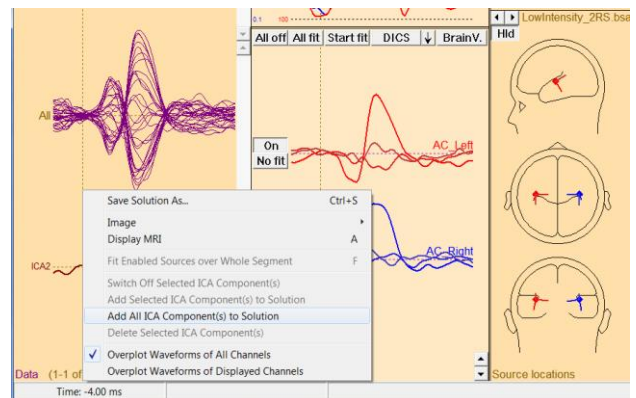 0.1 100
LowIntensity_2RS.bsa
All off All fit Start fit DICS ↓ BrainV.
Hld
All
On
No fit
AC_Left
Save Solution As... Ctrl+S
Image
Display MRI A
AC_Right
ICA2
Fit Enabled Sources over Whole Segment F
Switch Off Selected ICA Component(s)
Add Selected ICA Component(s) to Solution
Add All ICA Component(s) to Solution
Delete Selected ICA Component(s)
Overplot Waveforms of All Channels
Overplot Waveforms of Displayed Channels
Data (1-1 of
Source locations
Time: -4.00 ms